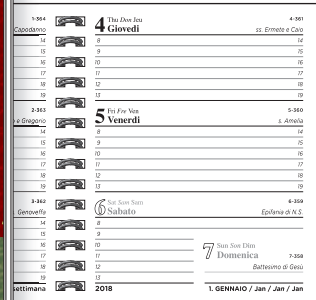 1-364
Capodanno
14
15
16
17
18
19
2-363
e Gregorio
14
15
16
17
18
19
3-362
Genoveffa
14
15
16
17
18
19
settimana
4 Thu Don Jeu
Giovedì
4-361
ss. Ermete e Caio
8 14
9 15
10 16
11 17
12 18
13 19
5 Fri Fre Ven
Venerdì
5-360
s. Amelia
8 14
9 15
10 16
11 17
12 18
13 19
6 Sat Sam Sam
Sabato
6-359
Epifania di N.S.
8
9
10
11
12
13
7 Sun Son Dim
Domenica
7-358
Battesimo di Gesù
2018
1. GENNAIO / Jan / Jan / Jan